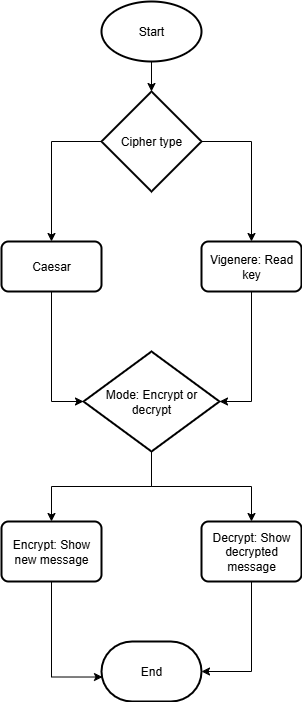 Start
Cipher type
Caesar
Vigenere: Read
key
Mode: Encrypt or
decrypt
Encrypt: Show
new message
Decrypt: Show
decrypted
message
End